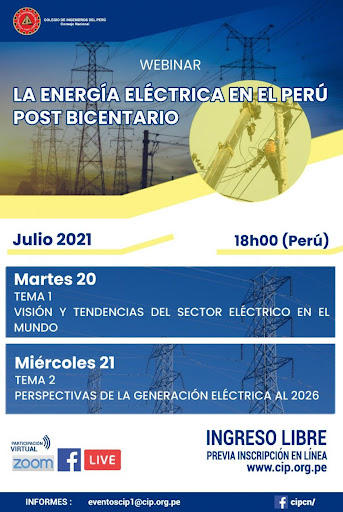 COLEGIO DE INGENIEROS DEL PERÚ
Consejo Nacional
WEBINAR
LA ENERGÍA ELÉCTRICA EN EL PERÚ
POST BICENTARIO
Julio 2021
18h00 (Perú)
Martes 20
TEMA 1
VISIÓN Y TENDENCIAS DEL SECTOR ELÉCTRICO EN EL
MUNDO
Miércoles 21
TEMA 2
PERSPECTIVAS DE LA GENERACIÓN ELÉCTRICA AL 2026
PARTICIPACIÓN
VIRTUAL
zoom
f
LIVE
INGRESO LIBRE
PREVIA INSCRIPCIÓN EN LÍNEA
www.cip.org.pe
INFORMES : eventoscip1@cip.org.pe
f /cipcn/